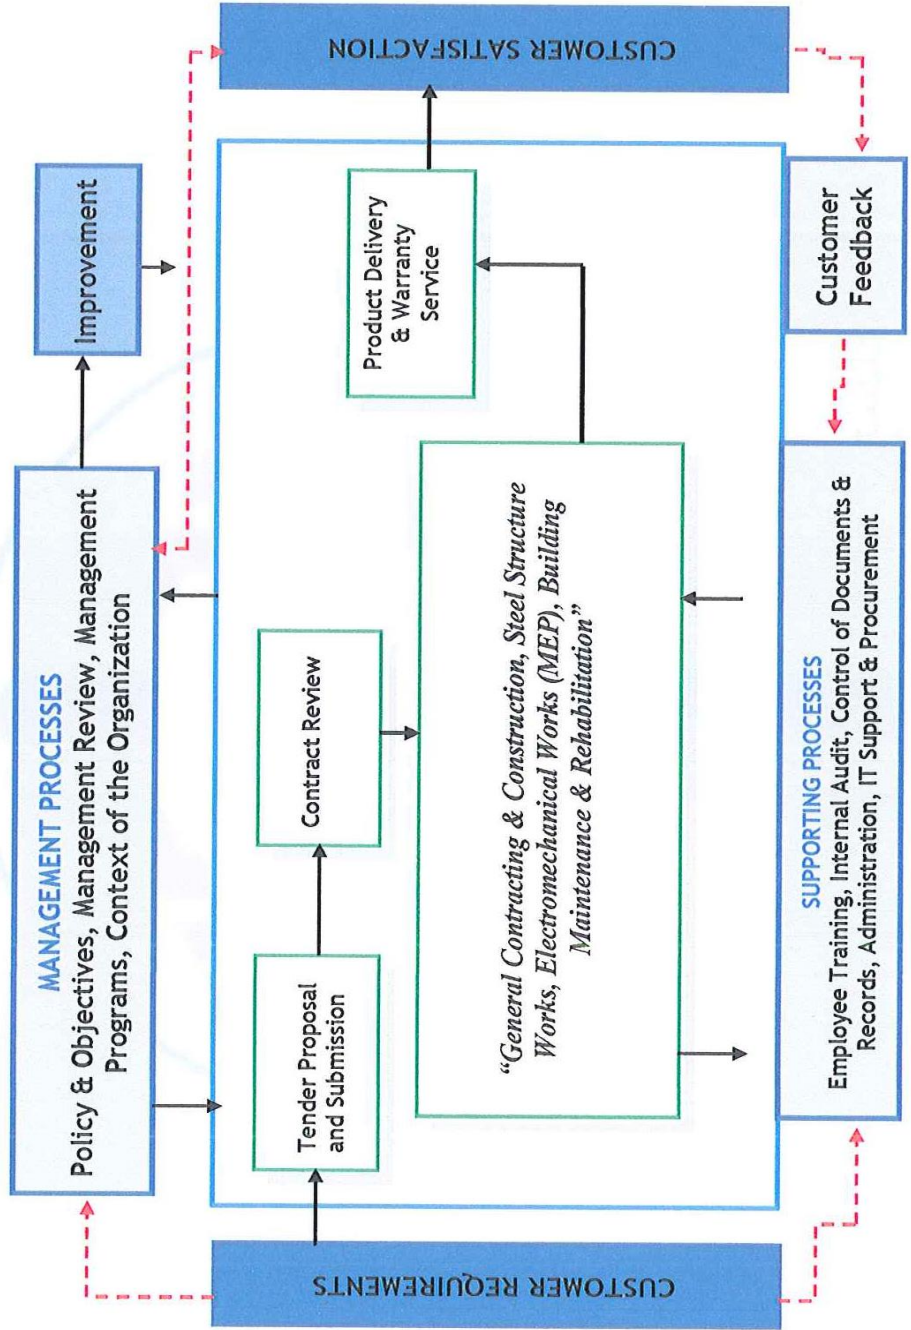 MANAGEMENT PROCESSES
Policy & Objectives, Management Review, Management
Programs, Context of the Organization
Improvement
CUSTOMER REQUIREMENTS
Tender Proposal
and Submission
Contract Review
"General Contracting & Construction, Steel Structure
Works, Electromechanical Works (MEP), Building
Maintenance & Rehabilitation"
Product Delivery
& Warranty
Service
CUSTOMER SATISFACTION
SUPPORTING PROCESSES
Employee Training, Internal Audit, Control of Documents &
Records, Administration, IT Support & Procurement
Customer
Feedback